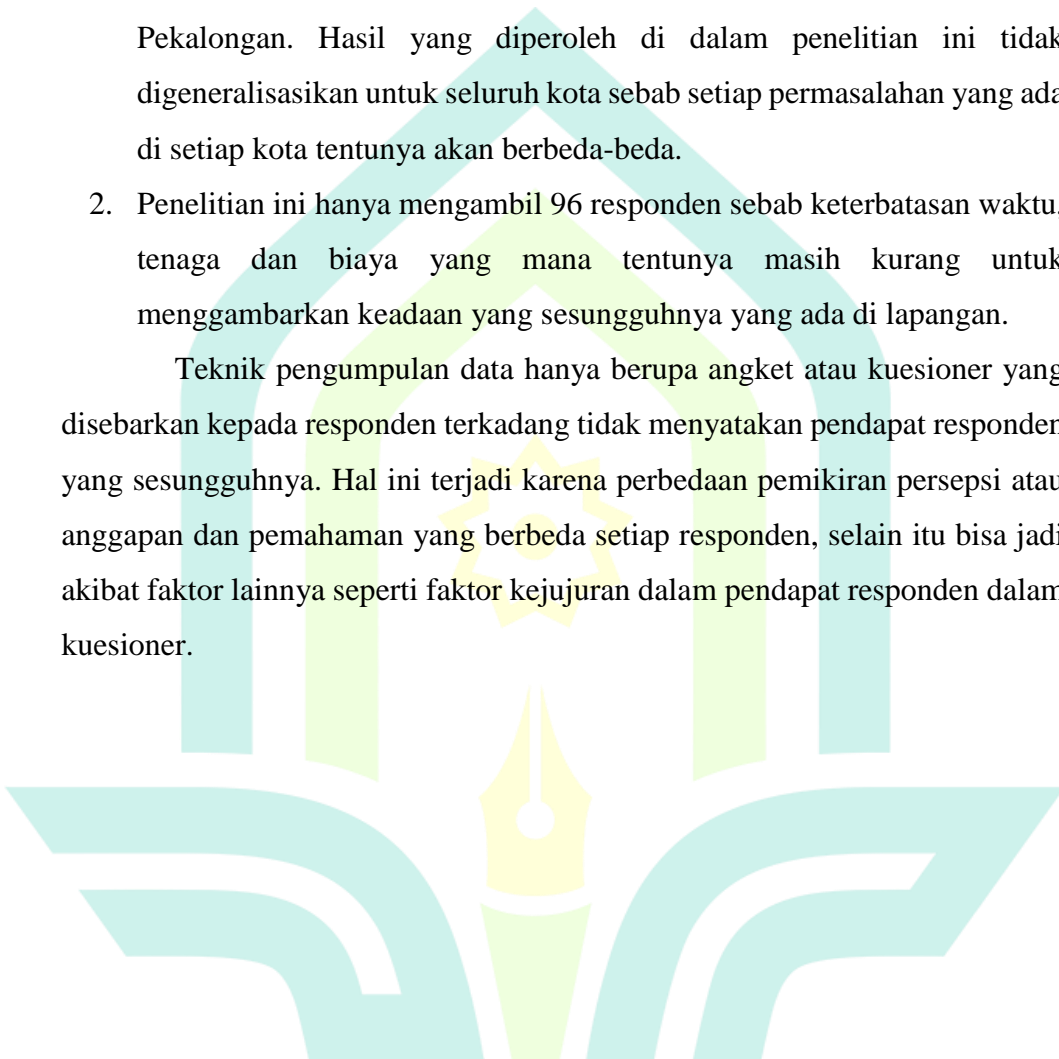 Pekalongan. Hasil yang diperoleh di dalam penelitian ini tidak
digeneralisasikan untuk seluruh kota sebab setiap permasalahan yang ada
di setiap kota tentunya akan berbeda-beda.
2. Penelitian ini hanya mengambil 96 responden sebab keterbatasan waktu,
tenaga dan biaya yang mana tentunya masih kurang untuk
menggambarkan keadaan yang sesungguhnya yang ada di lapangan.
Teknik pengumpulan data hanya berupa angket atau kuesioner yang
disebarkan kepada responden terkadang tidak menyatakan pendapat responden
yang sesungguhnya. Hal ini terjadi karena perbedaan pemikiran persepsi atau
anggapan dan pemahaman yang berbeda setiap responden, selain itu bisa jadi
akibat faktor lainnya seperti faktor kejujuran dalam pendapat responden dalam
kuesioner.